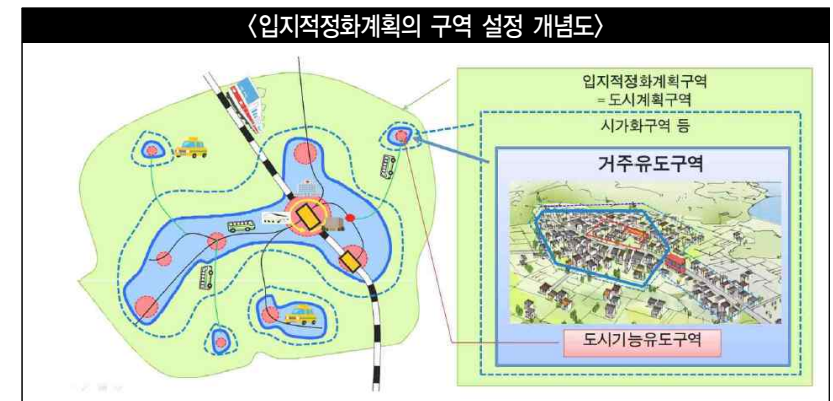 〈입지적정화계획의 구역 설정 개념도〉
입지적정화계획구역
= 도시계획구역
시가화구역 등
거주유도구역
도시기능유도구역